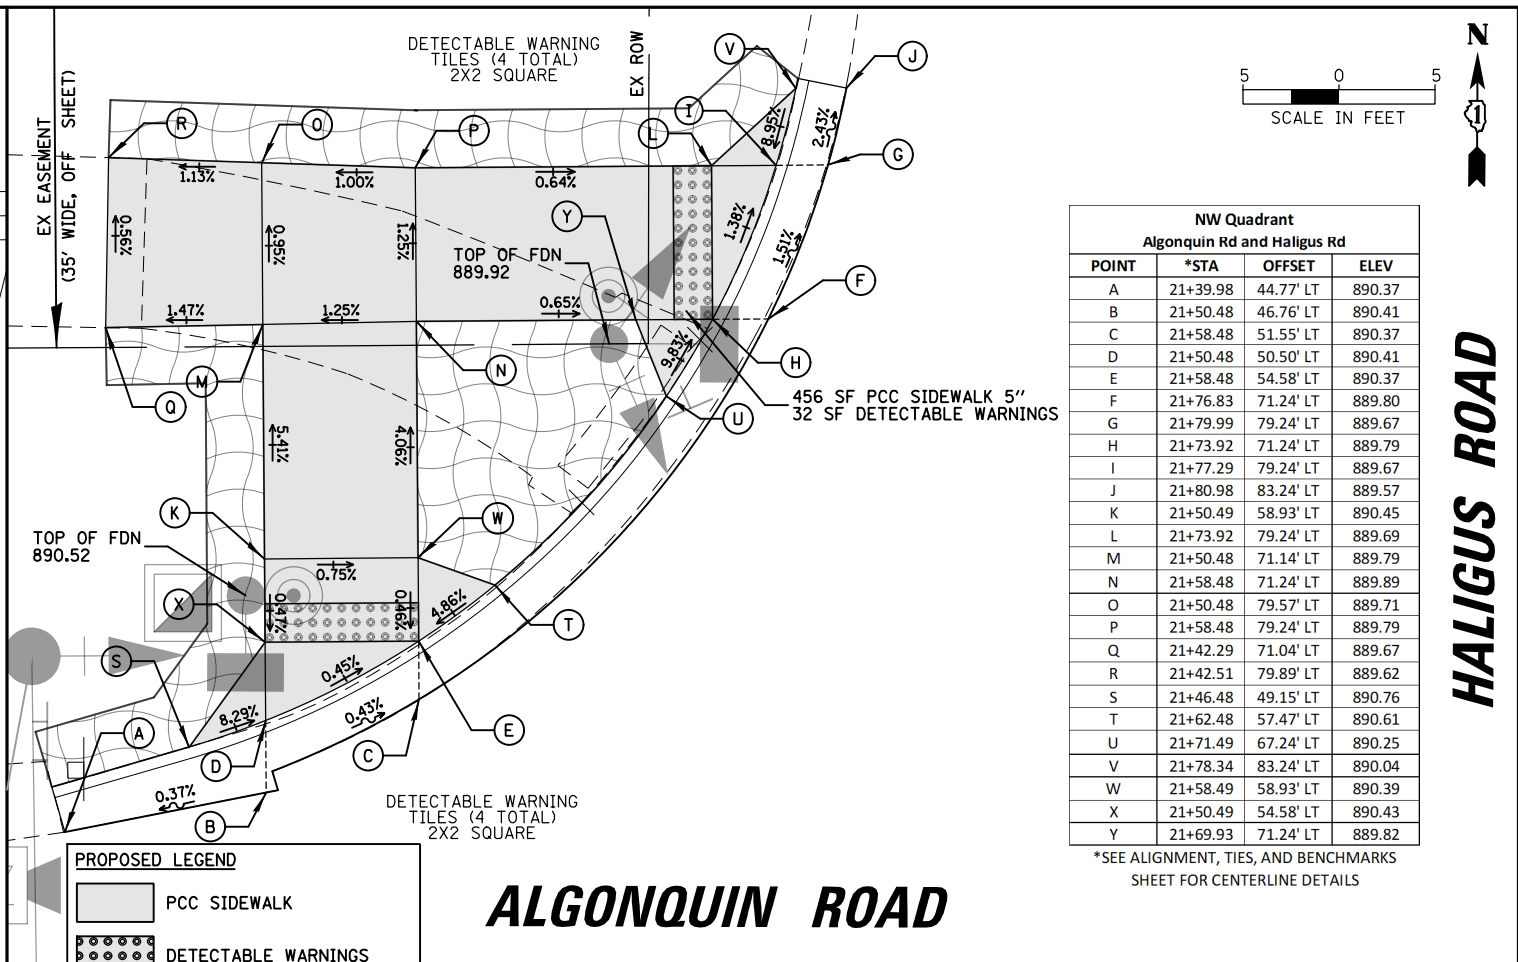 DETECTABLE WARNING
TILES (4 TOTAL)
2X2 SQUARE
EX ROW
EX EASEMENT
(35' WIDE, OFF SHEET)
V
J
I
L
G
R
O
P
Y
F
H
N
M
Q
U
K
W
X
T
S
E
A
D
C
B
1.13%
1.00%
0.64%
8.95%
2.43%
0.56%
0.95%
1.25%
1.38%
1.51%
TOP OF FDN
889.92
1.47%
1.25%
0.65%
9.83%
456 SF PCC SIDEWALK 5"
32 SF DETECTABLE WARNINGS
5.41%
4.06%
TOP OF FDN
890.52
0.75%
0.47%
0.46%
4.86%
0.45%
8.29%
0.43%
0.37%
DETECTABLE WARNING
TILES (4 TOTAL)
2X2 SQUARE
PROPOSED LEGEND
PCC SIDEWALK
DETECTABLE WARNINGS
ALGONQUIN ROAD
HALIGUS ROAD
N
1
5 0 5
SCALE IN FEET
NW Quadrant
Algonquin Rd and Haligus Rd
POINT *STA OFFSET ELEV
A 21+39.98 44.77' LT 890.37
B 21+50.48 46.76' LT 890.41
C 21+58.48 51.55' LT 890.37
D 21+50.48 50.50' LT 890.41
E 21+58.48 54.58' LT 890.37
F 21+76.83 71.24' LT 889.80
G 21+79.99 79.24' LT 889.67
H 21+73.92 71.24' LT 889.79
I 21+77.29 79.24' LT 889.67
J 21+80.98 83.24' LT 889.57
K 21+50.49 58.93' LT 890.45
L 21+73.92 79.24' LT 889.69
M 21+50.48 71.14' LT 889.79
N 21+58.48 71.24' LT 889.89
O 21+50.48 79.57' LT 889.71
P 21+58.48 79.24' LT 889.79
Q 21+42.29 71.04' LT 889.67
R 21+42.51 79.89' LT 889.62
S 21+46.48 49.15' LT 890.76
T 21+62.48 57.47' LT 890.61
U 21+71.49 67.24' LT 890.25
V 21+78.34 83.24' LT 890.04
W 21+58.49 58.93' LT 890.39
X 21+50.49 54.58' LT 890.43
Y 21+69.93 71.24' LT 889.82
*SEE ALIGNMENT, TIES, AND BENCHMARKS
SHEET FOR CENTERLINE DETAILS